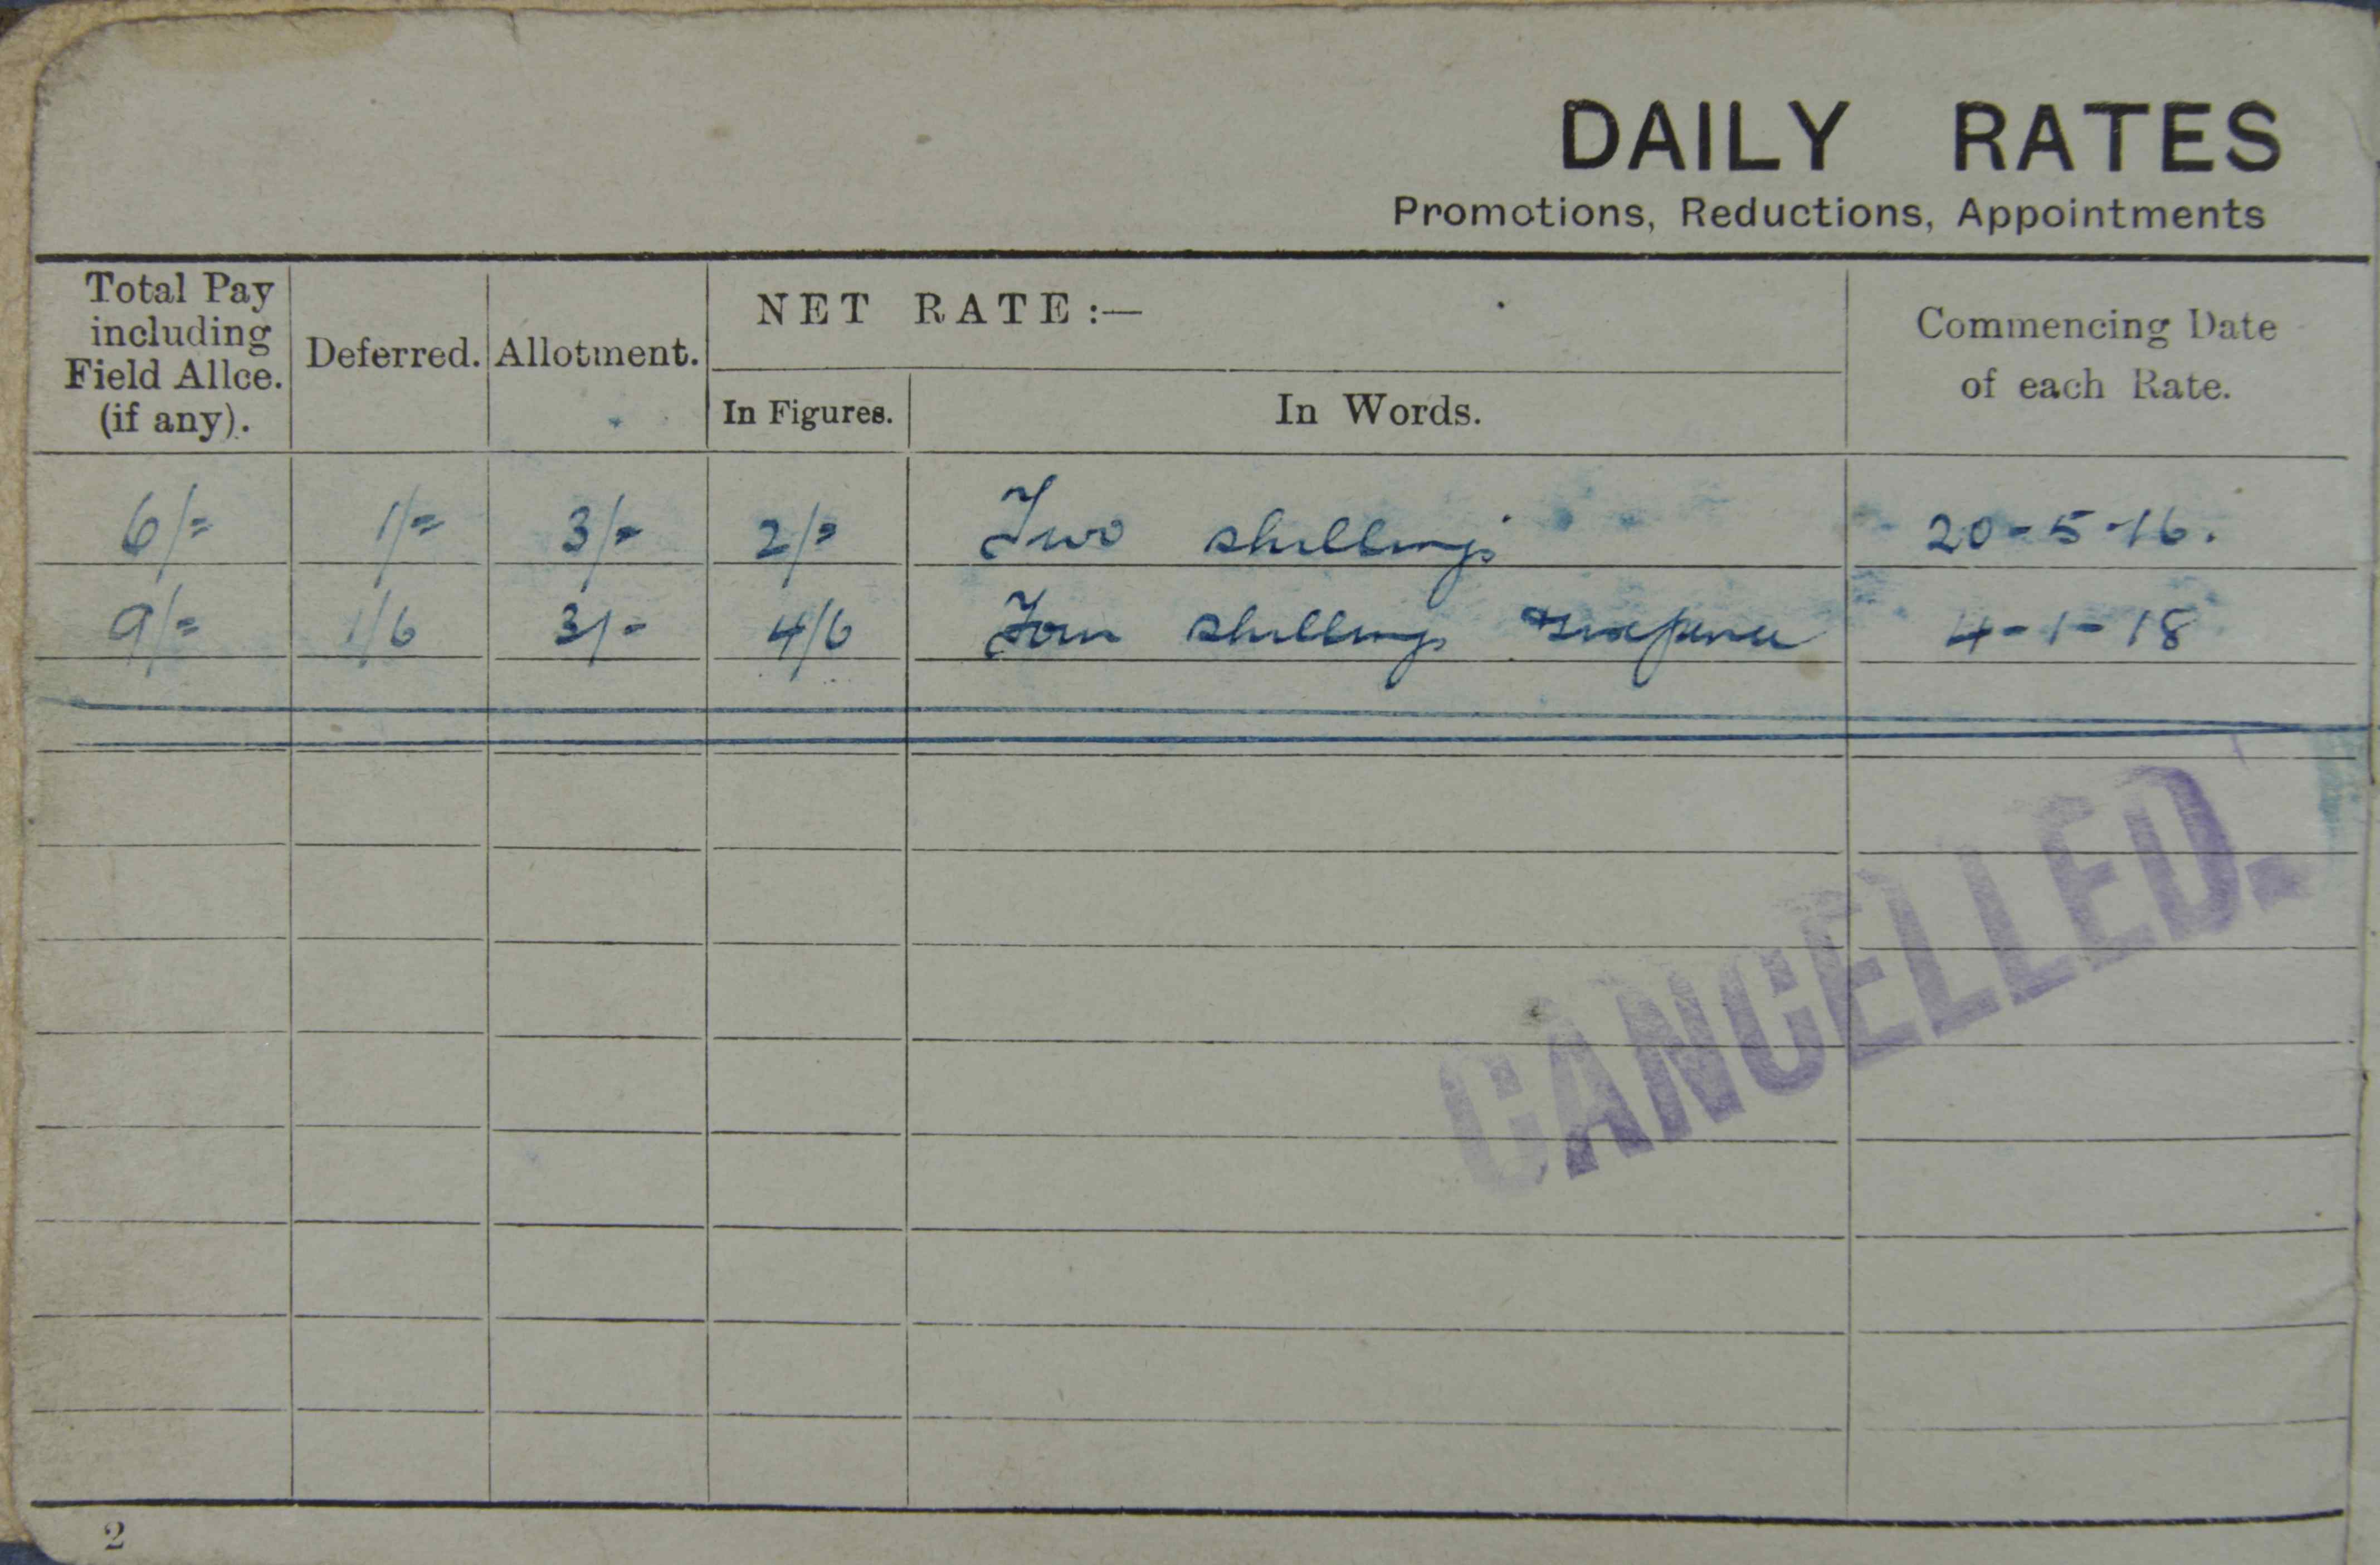 DAILY RATES
Promotions, Reductions, Appointments
Total Pay including Field Allce. (if any).
Deferred.
Allotment.
NET RATE :—
In Figures.
In Words.
Commencing Date of each Rate.
6/= 1/= 3/= 2/= Two shillings 20-5-16.
9/= 1/6 3/- 4/6 Four shillings & sixpence 4-1-18
CANCELLED.
2